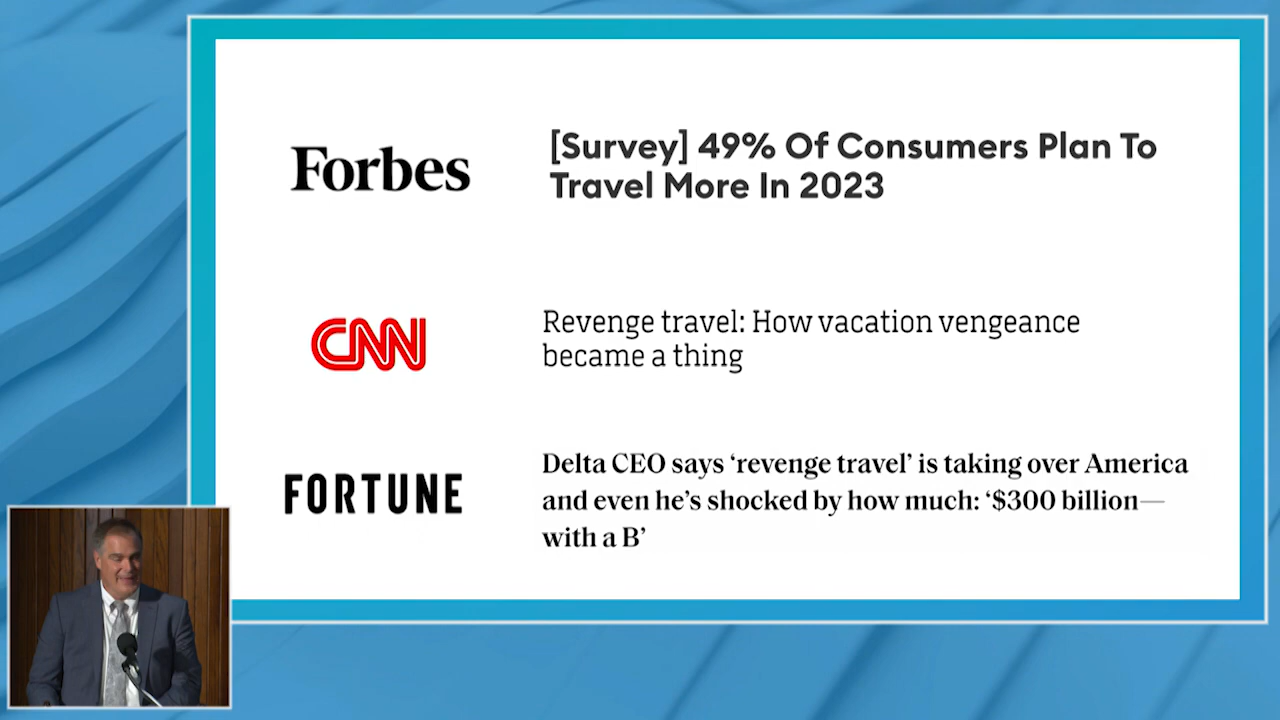 Forbes
[Survey] 49% Of Consumers Plan To
Travel More In 2023
CNN
Revenge travel: How vacation vengeance
became a thing
FORTUNE
Delta CEO says ‘revenge travel’ is taking over America
and even he’s shocked by how much: ‘$300 billion—
with a B’